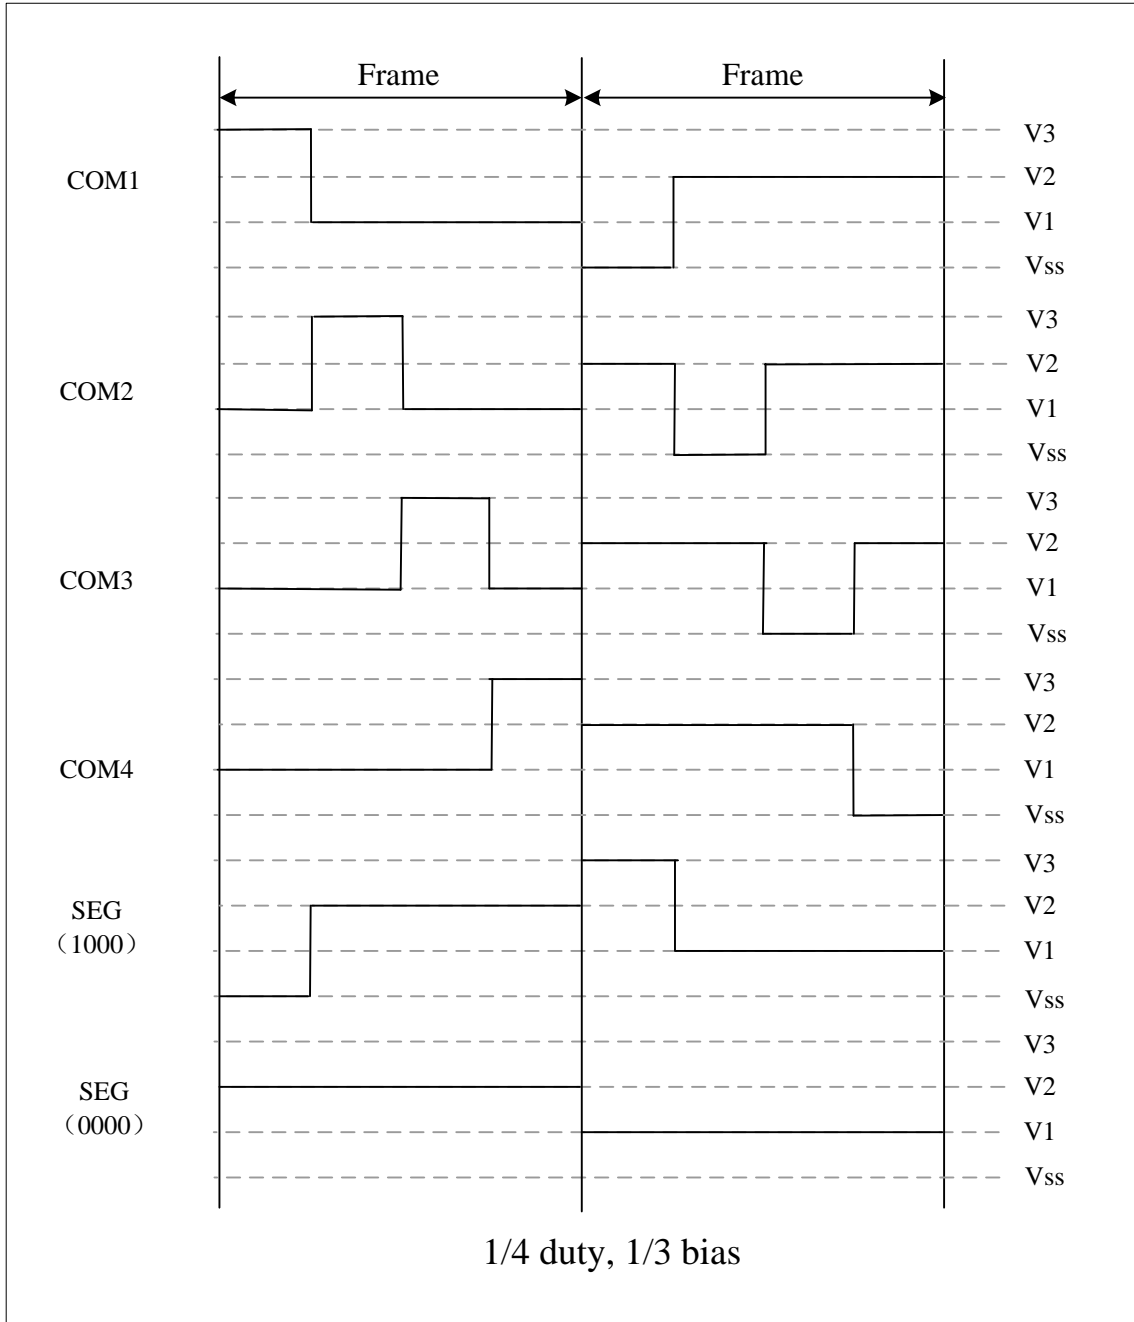 Frame Frame
COM1
V3
V2
V1
Vss
COM2
V3
V2
V1
Vss
COM3
V3
V2
V1
Vss
COM4
V3
V2
V1
Vss
SEG
（1000）
V3
V2
V1
Vss
SEG
（0000）
V3
V2
V1
Vss
1/4 duty, 1/3 bias